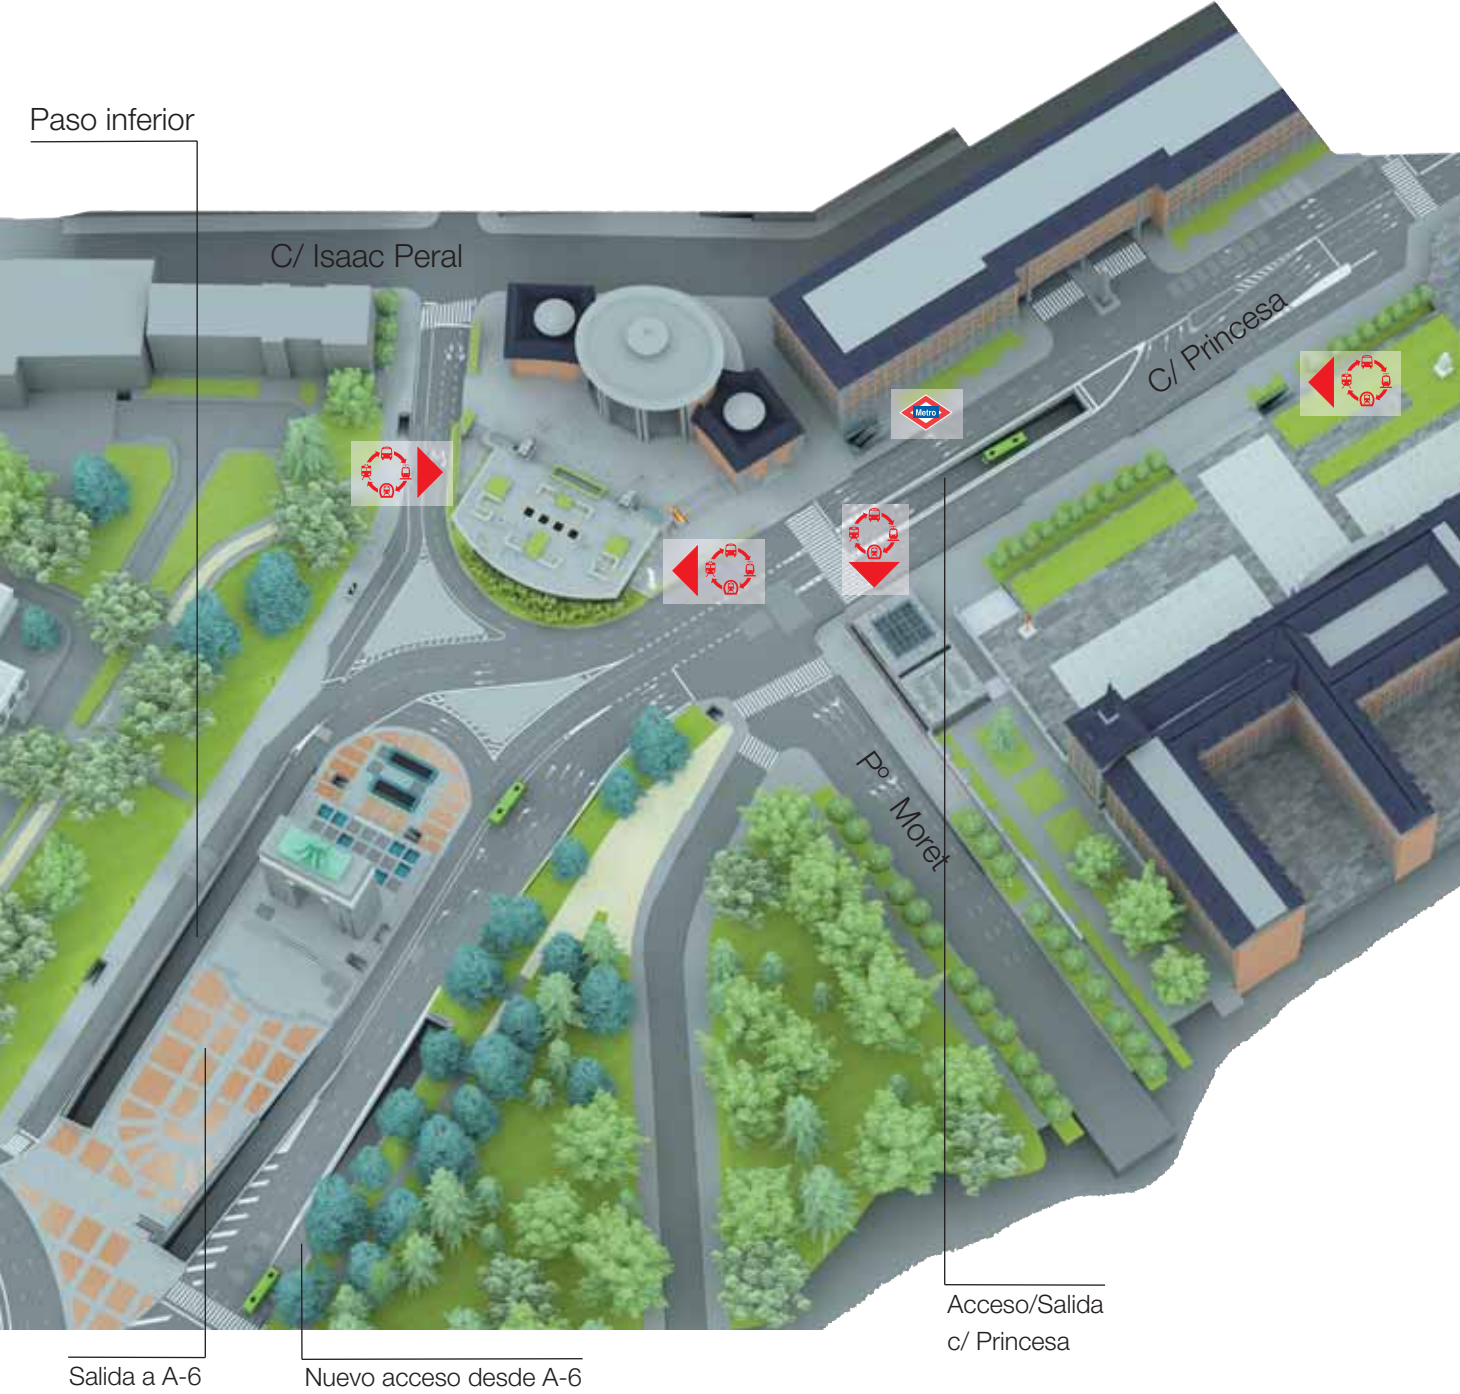 Paso inferior
C/ Isaac Peral
C/ Princesa
Metro
Pº Moret
Acceso/Salida
c/ Princesa
Salida a A-6
Nuevo acceso desde A-6